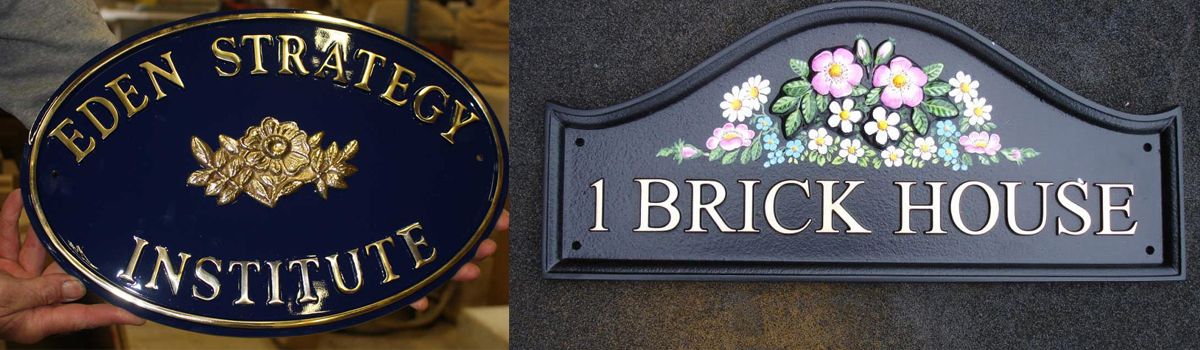 EDEN STRATEGY
INSTITUTE
1 BRICK HOUSE